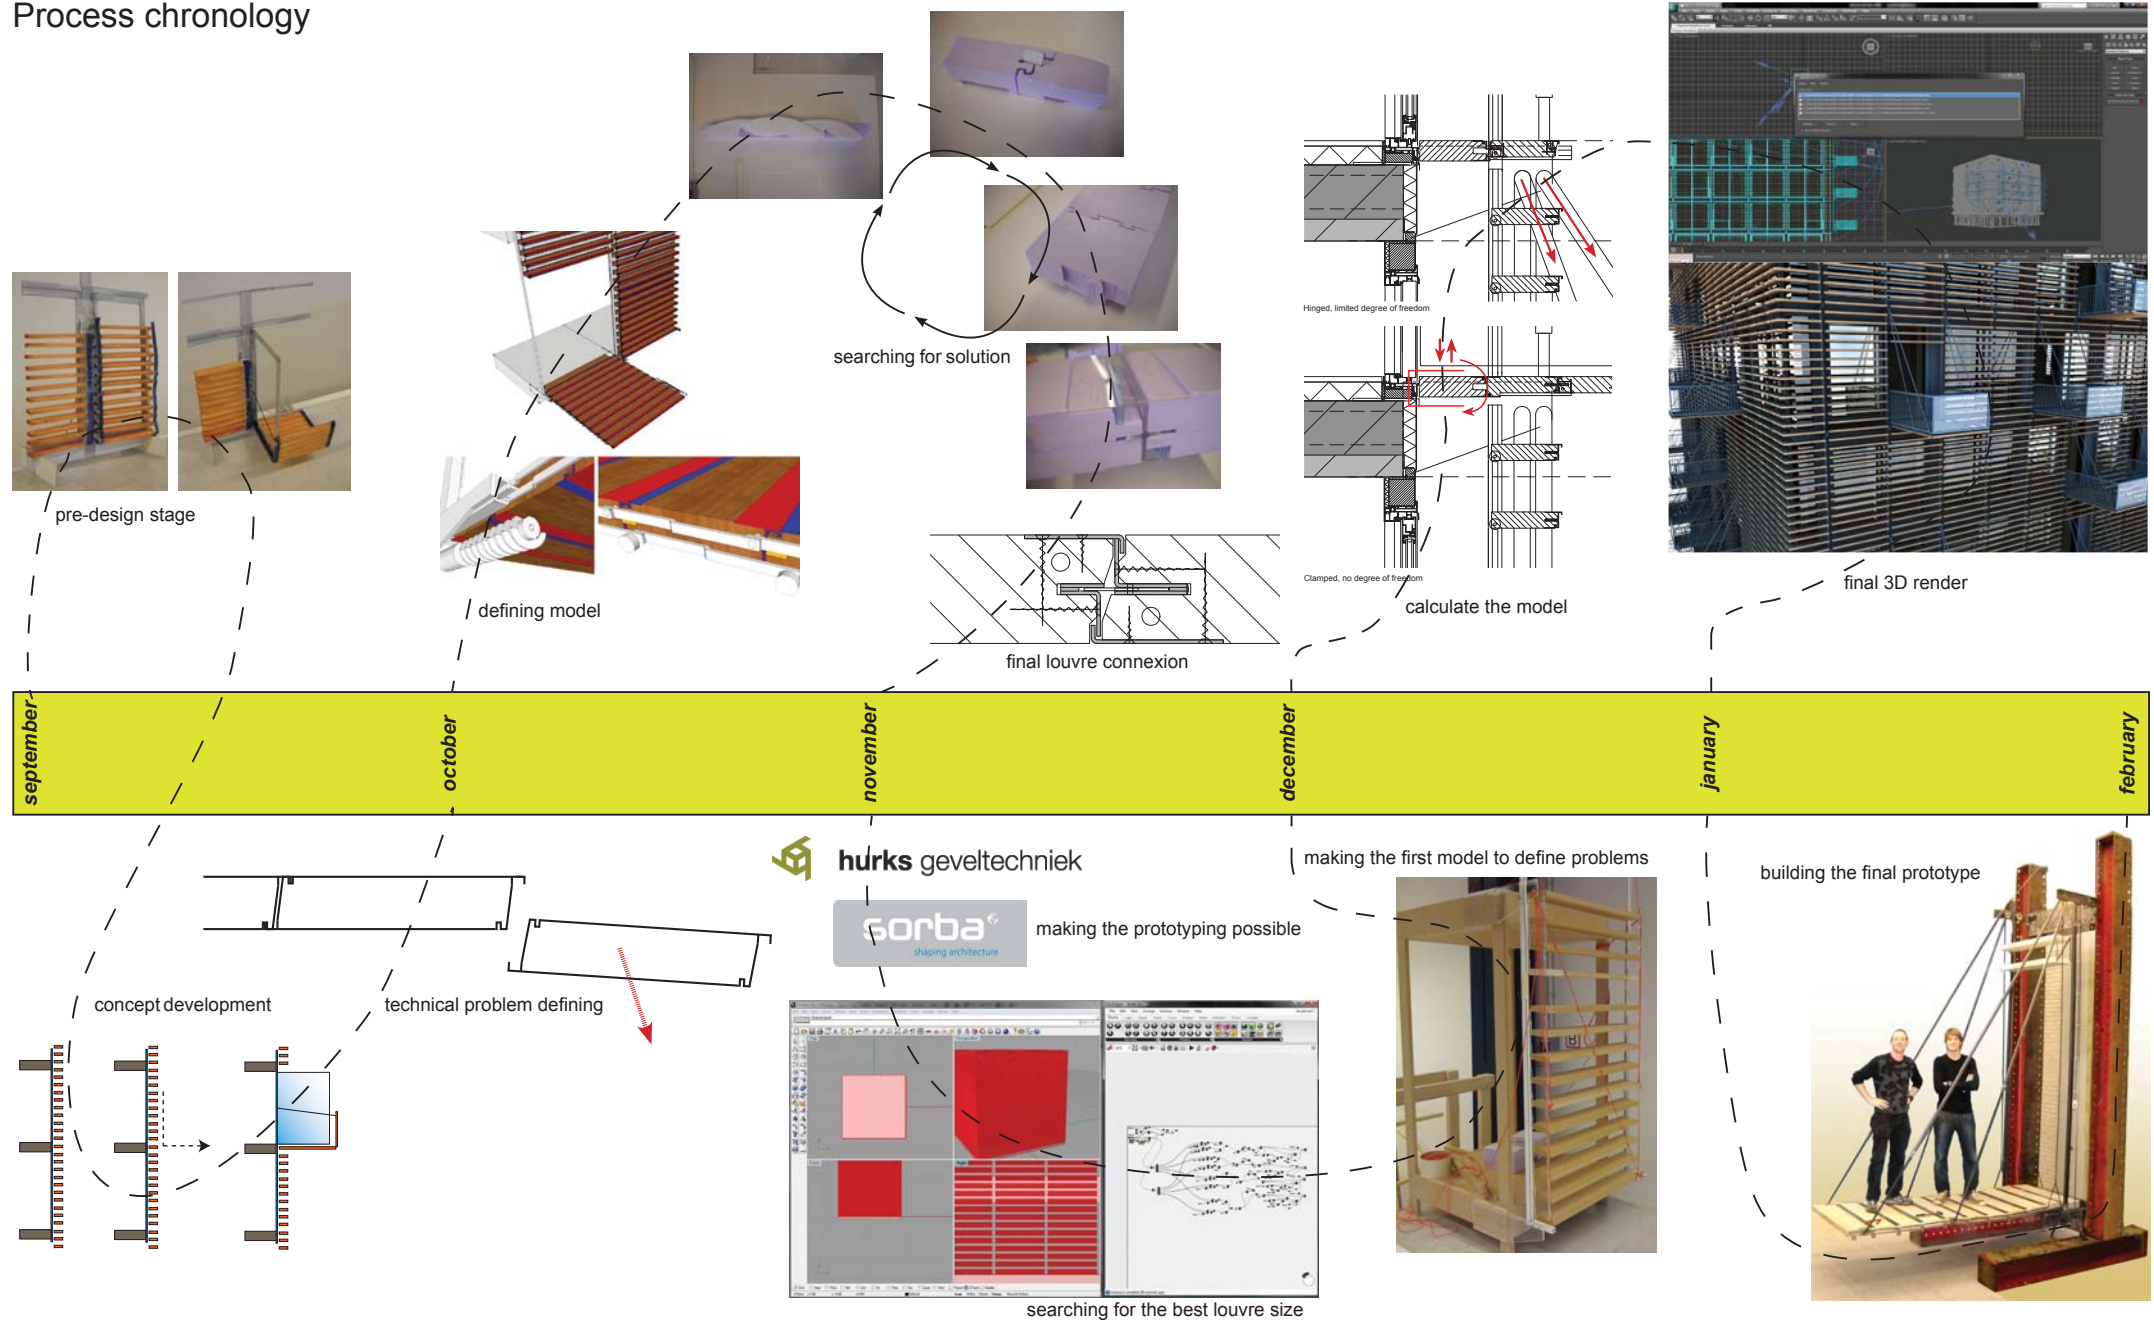 Process chronology
pre-design stage
defining model
searching for solution
final louvre connexion
Hinged, limited degree of freedom
Clamped, no degree of freedom
calculate the model
final 3D render
september
october
november
december
january
february
concept development
technical problem defining
hurks geveltechniek
sorba
shaping architecture
making the prototyping possible
searching for the best louvre size
making the first model to define problems
building the final prototype